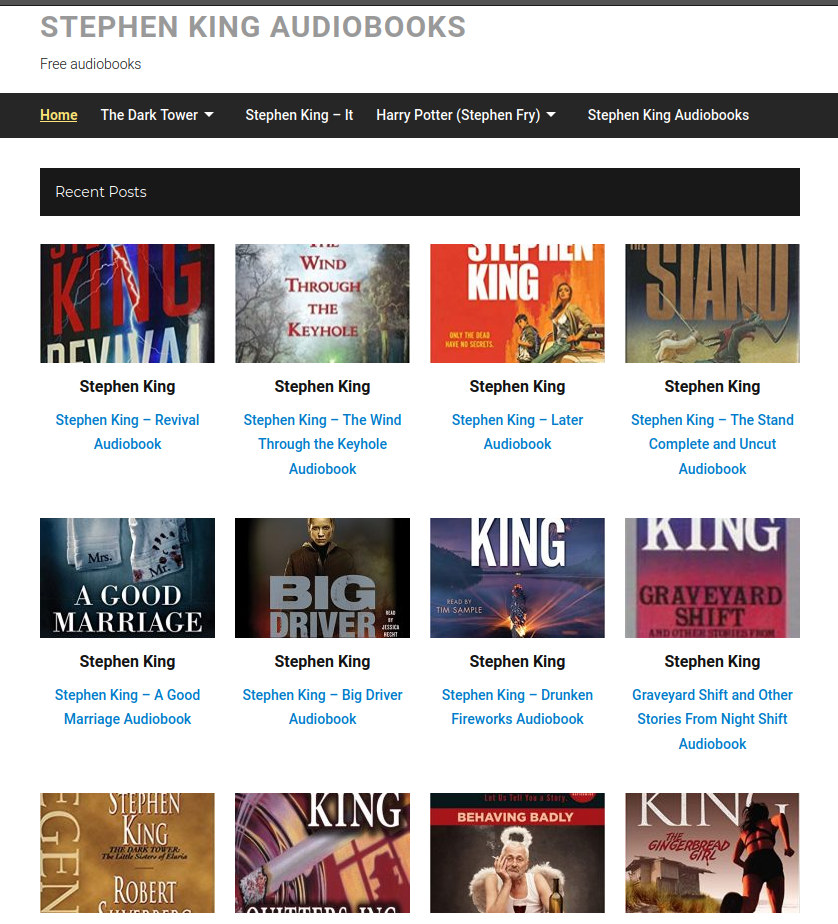 STEPHEN KING AUDIOBOOKS
Free audiobooks
Home The Dark Tower Stephen King – It Harry Potter (Stephen Fry) Stephen King Audiobooks
Recent Posts
KING
REVIVAL
THE
WIND
THROUGH
THE
KEYHOLE
STEPHEN
KING
ONLY THE DEAD
HAVE NO SECRETS.
THE
STAND
Stephen King Stephen King Stephen King Stephen King
Stephen King – Revival
Audiobook
Stephen King – The Wind
Through the Keyhole
Audiobook
Stephen King – Later
Audiobook
Stephen King – The Stand
Complete and Uncut
Audiobook
Mrs.
Mr.
A GOOD
MARRIAGE
BIG
DRIVER
READ
BY
JESSICA
HECHT
KING
READ BY
TIM SAMPLE
KING
GRAVEYARD
SHIFT
AND OTHER STORIES FROM
Stephen King Stephen King Stephen King Stephen King
Stephen King – A Good
Marriage Audiobook
Stephen King – Big Driver
Audiobook
Stephen King – Drunken
Fireworks Audiobook
Graveyard Shift and Other
Stories From Night Shift
Audiobook
STEPHEN
KING
THE DARK TOWER:
The Little Sisters of Eluria
ROBERT
SILVERBERG
KING
QUITTERS, INC.
Let Us Tell You a Story.
BEHAVING BADLY
KING
THE
GINGERBREAD
GIRL